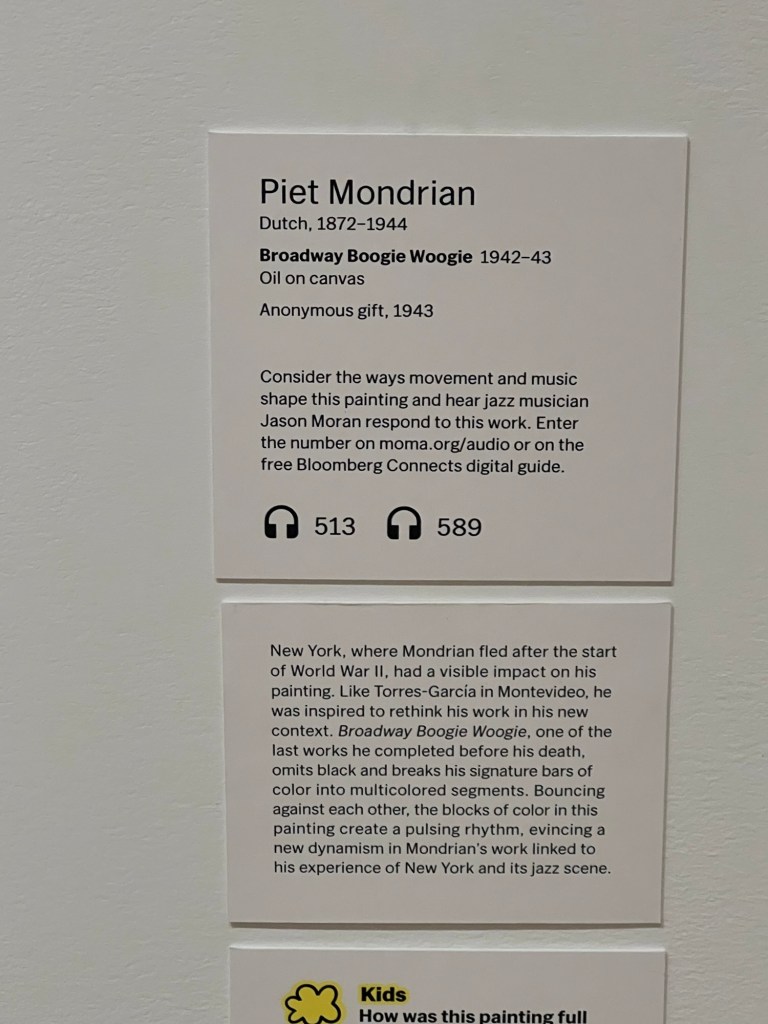 Piet Mondrian
Dutch, 1872–1944
Broadway Boogie Woogie 1942–43
Oil on canvas
Anonymous gift, 1943
Consider the ways movement and music
shape this painting and hear jazz musician
Jason Moran respond to this work. Enter
the number on moma.org/audio or on the
free Bloomberg Connects digital guide.
513 589
New York, where Mondrian fled after the start
of World War II, had a visible impact on his
painting. Like Torres-García in Montevideo, he
was inspired to rethink his work in his new
context. Broadway Boogie Woogie, one of the
last works he completed before his death,
omits black and breaks his signature bars of
color into multicolored segments. Bouncing
against each other, the blocks of color in this
painting create a pulsing rhythm, evincing a
new dynamism in Mondrian's work linked to
his experience of New York and its jazz scene.
Kids
How was this painting full